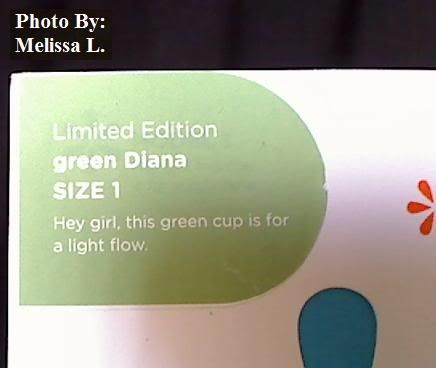 Photo By:
Melissa L.
Limited Edition
green Diana
SIZE 1
Hey girl, this green cup is for
a light flow.